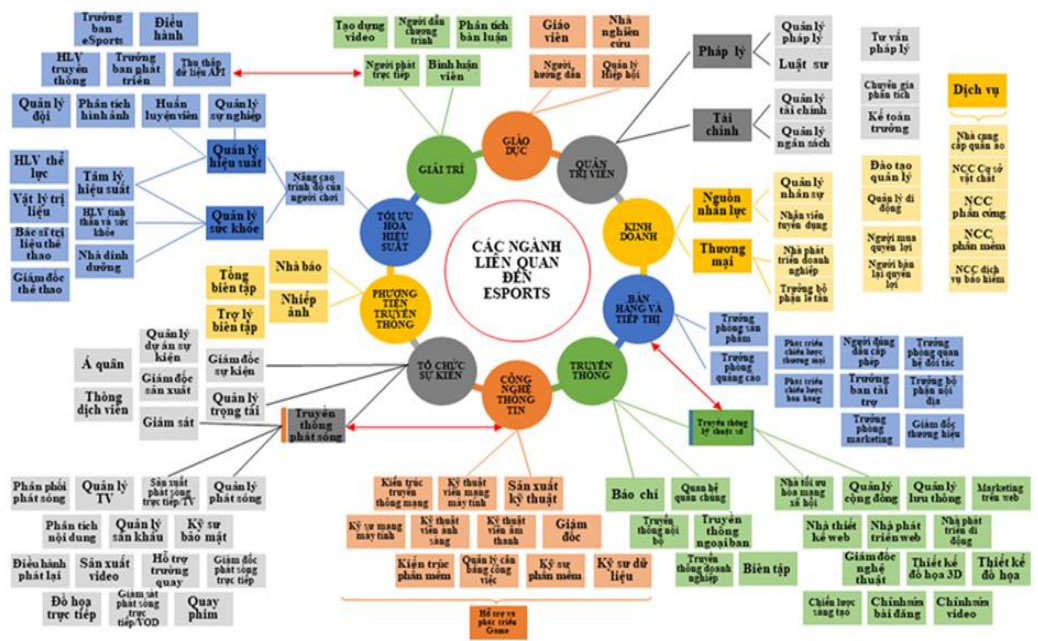 Trưởng
ban
eSports
Điều
hành
HLV
truyền
thông
Trưởng
ban phát
triển
Thu thập
dữ liệu API
Quản lý
đội
Phân tích
hình ảnh
Huấn
luyện viên
Quản lý
sự nghiệp
HLV thể
lực
Tâm lý
hiệu suất
Quản lý
hiệu suất
Vật lý trị
liệu
HLV tinh
thần và sức
khỏe
Quản lý
sức khỏe
Bác sĩ trị
liệu thể
thao
Nhà dinh
dưỡng
Giám đốc
thể thao
Nâng cao
trình độ của
người chơi
Tạo dựng
video
Người dẫn
chương
trình
Phân tích
bàn luận
Người phát
trực tiếp
Bình luận
viên
Giáo
viên
Nhà
nghiên
cứu
Người
hướng dẫn
Quản lý
Hiệp hội
Pháp lý
Quản lý
pháp lý
Luật sư
Tư vấn
pháp lý
Tài
chính
Quản lý
tài chính
Quản lý
ngân sách
Chuyên gia
phân tích
Kế toán
trưởng
Dịch vụ
Nhà cung
cấp quần áo
NCC Cơ sở
vật chất
NCC
phần cứng
NCC
phần mềm
NCC dịch
vụ bảo hiểm
Nguồn
nhân lực
Quản lý
nhân sự
Nhân viên
tuyển dụng
Đào tạo
quản lý
Quản lý di
động
Thương
mại
Nhà phát
triển doanh
nghiệp
Trưởng bộ
phận lễ tân
Người mua
quyền lợi
Người bán
lại quyền
lợi
GIẢI TRÍ
GIÁO
DỤC
QUẢN
TRỊ VIÊN
KINH
DOANH
BÁN
HÀNG VÀ
TIẾP THỊ
TRUYỀN
THÔNG
CÔNG
NGHỆ
THÔNG
TIN
TỔ CHỨC
SỰ KIỆN
PHƯƠNG
TIỆN
TRUYỀN
THÔNG
TỐI ƯU
HÓA
HIỆU
SUẤT
CÁC NGÀNH
LIÊN QUAN
ĐẾN
ESPORTS
Tổng
biên tập
Nhà báo
Trợ lý
biên tập
Nhiếp
ảnh
Á quân
Quản lý
dự án sự
kiện
Giám đốc
sự kiện
Thông
dịch viên
Giám đốc
sản xuất
Quản lý
trọng tài
Giám sát
Truyền
thông
phát sóng
Phân phối
phát sóng
Quản lý
TV
Sản xuất
phát sóng
trực tiếp/TV
Quản lý
phát sóng
Phân tích
nội dung
Quản lý
sân khấu
Kỹ sư
bảo mật
Điều hành
phát lại
Sản xuất
video
Hỗ trợ
trường
quay
Giám đốc
phát sóng
trực tiếp
Đồ họa
trực tiếp
Giám sát
phát sóng
trực
tiếp/VOD
Quay
phim
Kiến trúc
truyền
thông mạng
Kỹ thuật
viên mạng
máy tính
Sản xuất
kỹ thuật
Kỹ sư mạng
máy tính
Kỹ thuật
viên ánh
sáng
Kỹ thuật
viên âm
thanh
Giám
đốc
Kiến trúc
phần mềm
Quản lý cân
bằng công
việc
Kỹ sư
phần mềm
Kỹ sư dữ
liệu
Hỗ trợ và
phát triển
Game
Báo chí
Quan hệ
quần chúng
Truyền
thông nội
bộ
Truyền
thông
ngoại ban
Truyền
thông doanh
nghiệp
Biên tập
Trưởng
phòng sản
phẩm
Trưởng
phòng
quảng cáo
Phát triển
chiến lược
thương mại
Người đứng
đầu cấp phép
Trưởng
phòng quan
hệ đối tác
Phát triển
chiến lược
bán hàng
Trưởng
ban tài
trợ
Trưởng bộ
phận nội
địa
Trưởng
phòng
marketing
Giám đốc
thương hiệu
Truyền thông
kỹ thuật số
Nhà tối ưu
hóa mạng
xã hội
Quản lý
cộng đồng
Quản lý
lưu thông
Marketing
trên web
Nhà thiết
kế web
Nhà phát
triển web
Nhà phát
triển di
động
Giám đốc
nghệ
thuật
Thiết kế
đồ họa 3D
Thiết kế
đồ họa
Chiến lược
sáng tạo
Chỉnh sửa
bài đăng
Chỉnh sửa
video